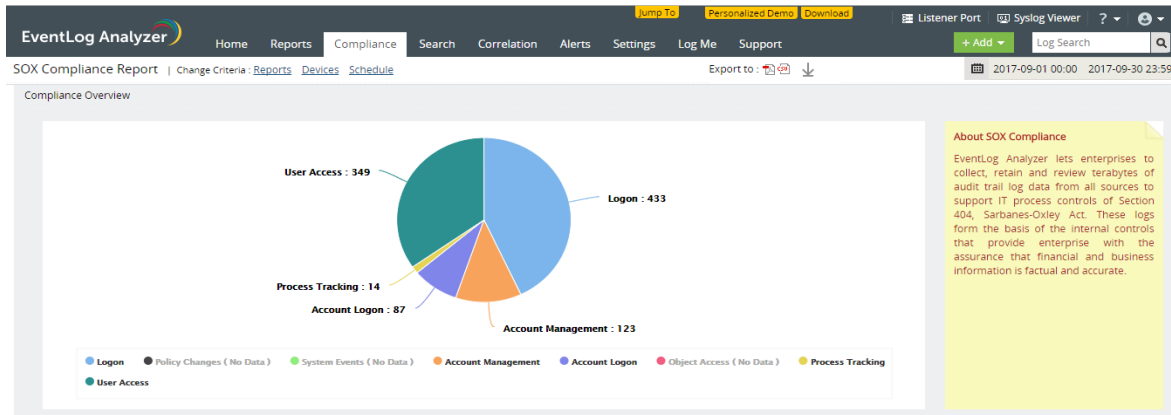 Jump To Personalized Demo Download Listener Port Syslog Viewer ?
EventLog Analyzer Home Reports Compliance Search Correlation Alerts Settings Log Me Support + Add Log Search
SOX Compliance Report | Change Criteria : Reports Devices Schedule Export to : 2017-09-01 00:00 2017-09-30 23:59
Compliance Overview
User Access : 349
Logon : 433
Process Tracking : 14
Account Logon : 87
Account Management : 123
Logon Policy Changes ( No Data ) System Events ( No Data ) Account Management Account Logon Object Access ( No Data ) Process Tracking
User Access
About SOX Compliance
EventLog Analyzer lets enterprises to
collect, retain and review terabytes of
audit trail log data from all sources to
support IT process controls of Section
404, Sarbanes-Oxley Act. These logs
form the basis of the internal controls
that provide enterprise with the
assurance that financial and business
information is factual and accurate.